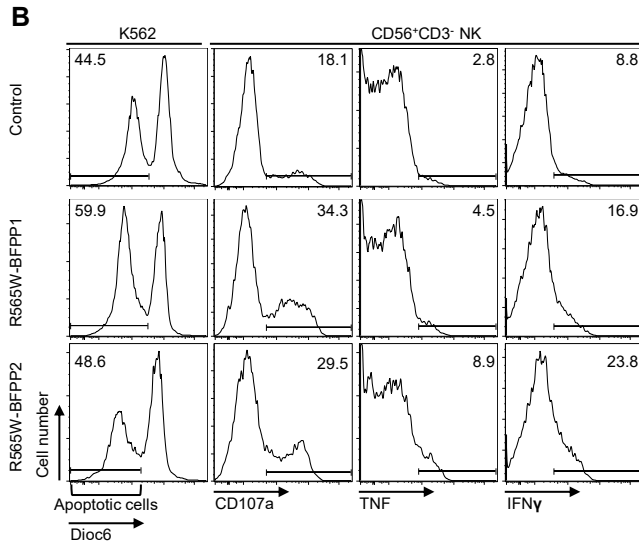 B
K562
CD56⁺CD3⁻ NK
Control
44.5
18.1
2.8
8.8
R565W-BFPP1
59.9
34.3
4.5
16.9
R565W-BFPP2
48.6
29.5
8.9
23.8
Cell number
Apoptotic cells
Dioc6
CD107a
TNF
IFNγ